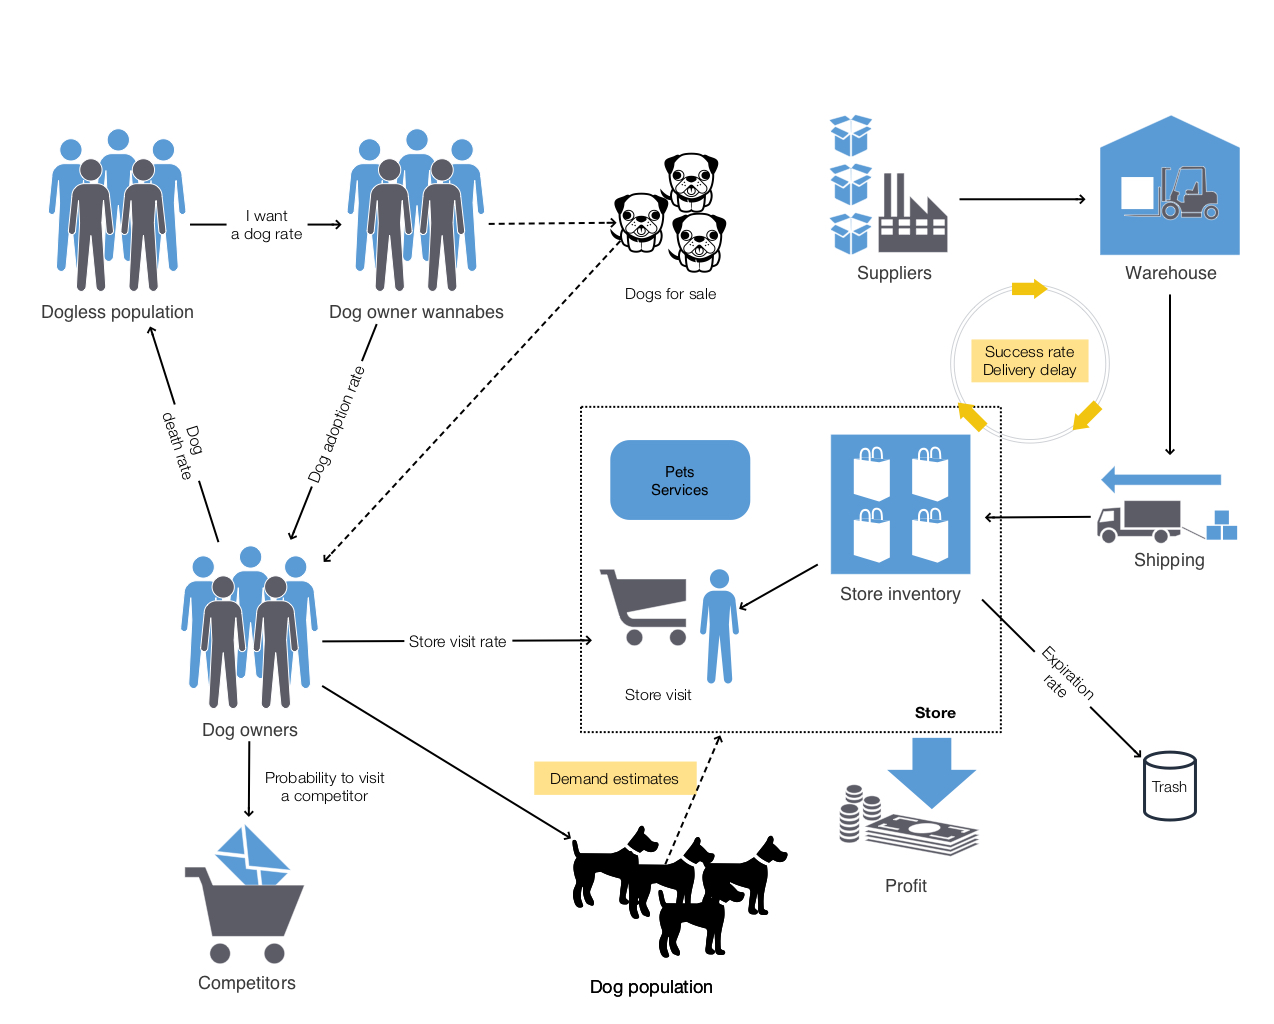 I want
a dog rate
Dogless population
Dog owner wannabes
Dogs for sale
Suppliers
Warehouse
Success rate
Delivery delay
Dog
death rate
Dog adoption rate
Pets
Services
Store inventory
Shipping
Store visit rate
Store visit
Expiration
rate
Store
Dog owners
Probability to visit
a competitor
Demand estimates
Trash
Profit
Competitors
Dog population